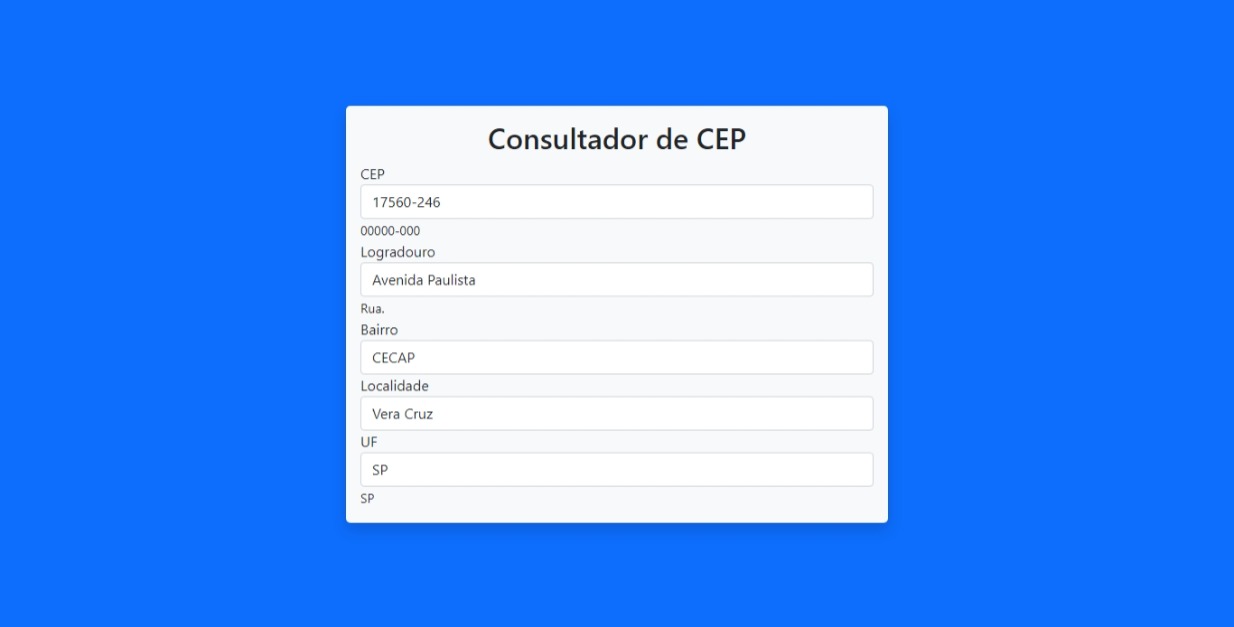 Consultador de CEP
CEP
17560-246
00000-000
Logradouro
Avenida Paulista
Rua.
Bairro
CECAP
Localidade
Vera Cruz
UF
SP
SP